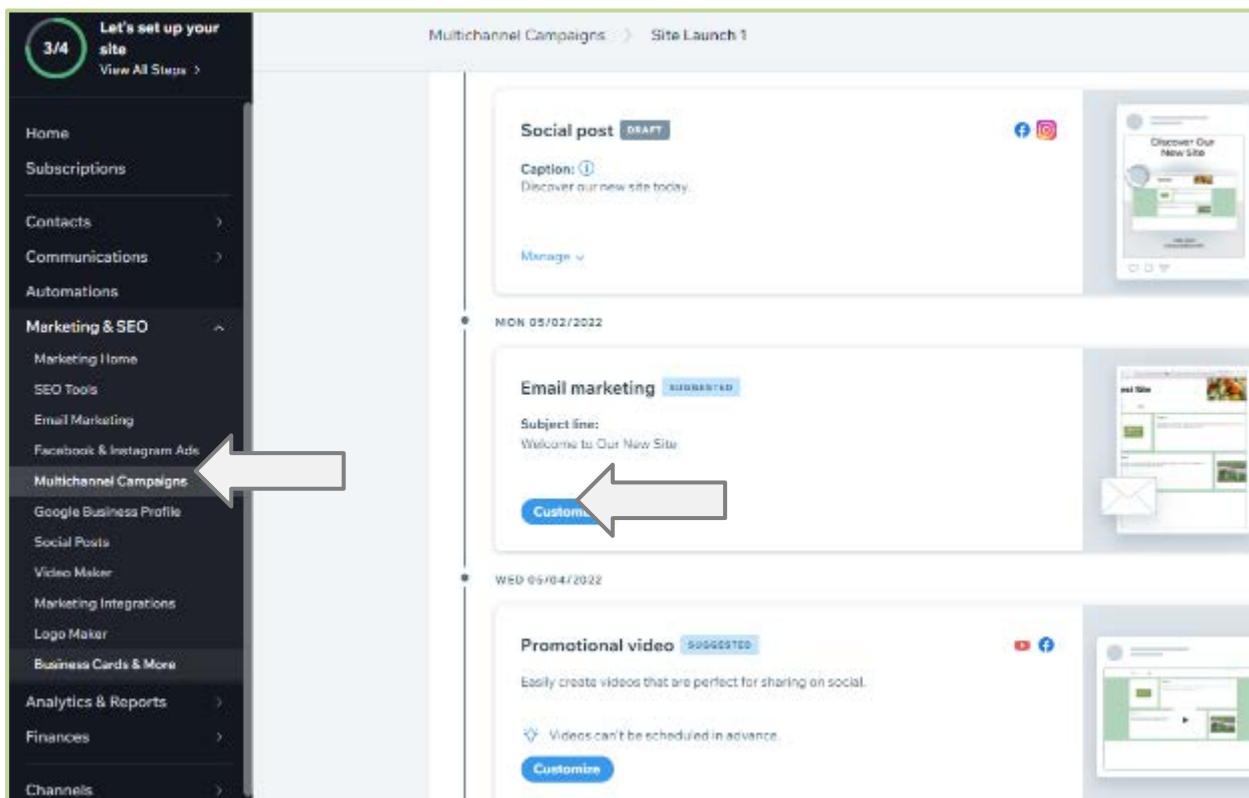 3/4
Let's set up your
site
View All Steps >
Home
Subscriptions
Contacts
Communications
Automations
Marketing & SEO
Marketing Home
SEO Tools
Email Marketing
Facebook & Instagram Ads
Multichannel Campaigns
Google Business Profile
Social Posts
Video Maker
Marketing Integrations
Logo Maker
Business Cards & More
Analytics & Reports
Finances
Channels
Multichannel Campaigns > Site Launch 1
Social post DRAFT
Caption:
Discover our new site today.
Manage
Discover Our
New Site
MON 05/02/2022
Email marketing SUGGESTED
Subject line:
Welcome to Our New Site
Custom
WED 05/04/2022
Promotional video SUGGESTED
Easily create videos that are perfect for sharing on social.
Videos can't be scheduled in advance.
Customize